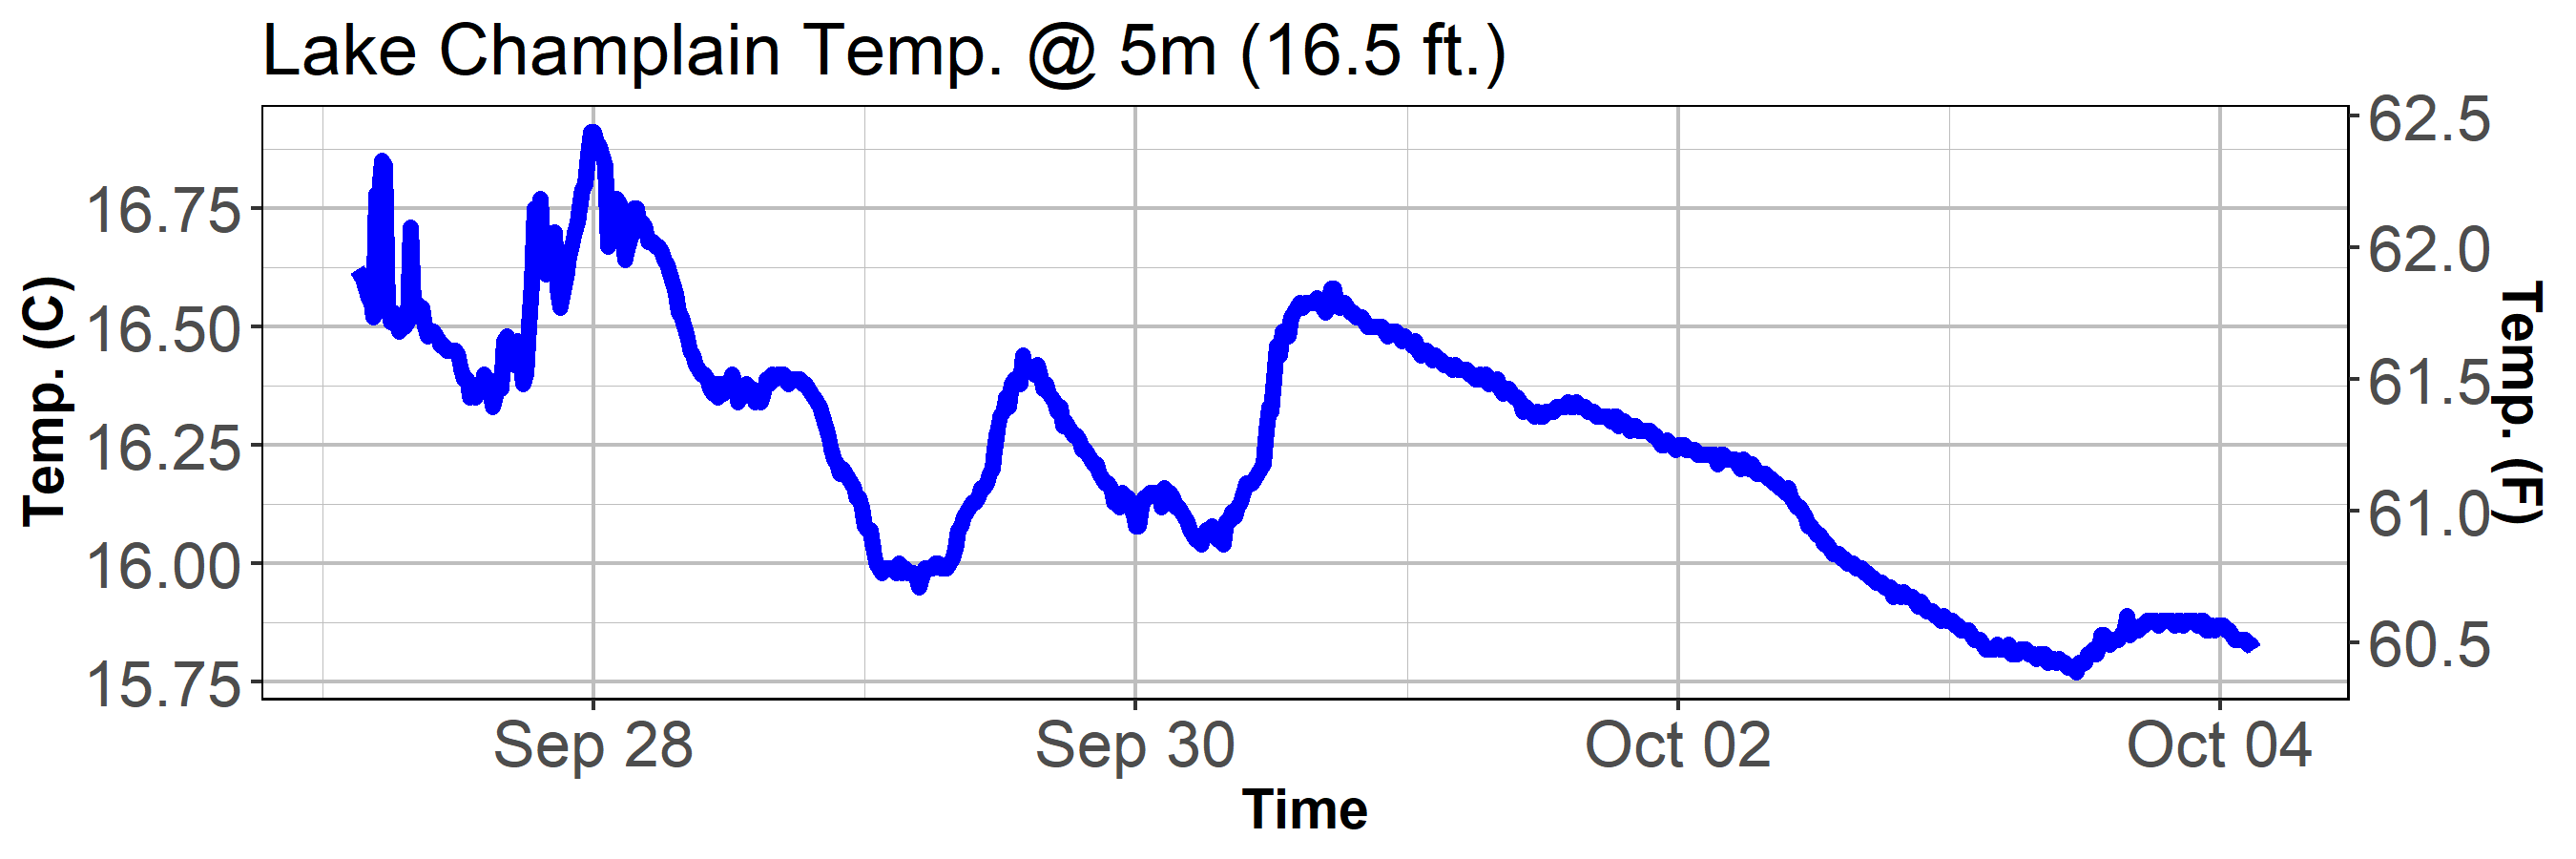 Lake Champlain Temp. @ 5m (16.5 ft.)
Temp. (C)
16.75
16.50
16.25
16.00
15.75
62.5
62.0
61.5
61.0
60.5
Temp. (F)
Sep 28
Sep 30
Oct 02
Oct 04
Time